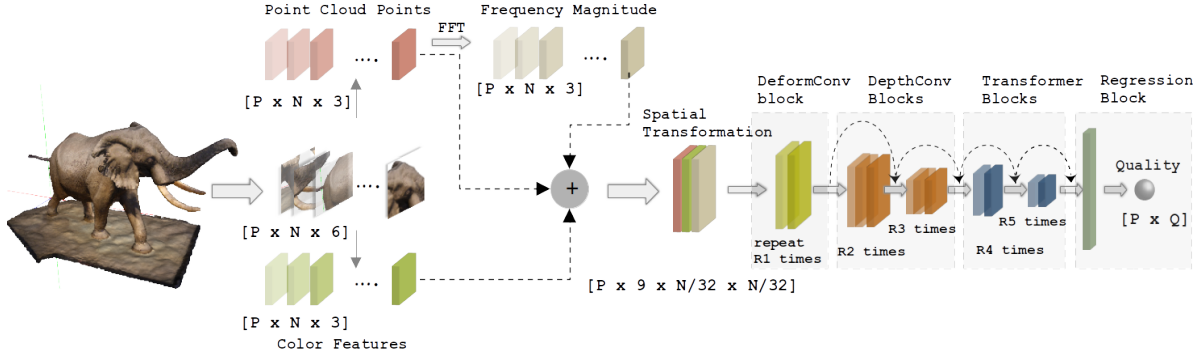 Point Cloud Points
FFT
Frequency Magnitude
....
....
[P x N x 3]
[P x N x 3]
DeformConv
block
DepthConv
Blocks
Transformer
Blocks
Regression
Block
Spatial
Transformation
....
+
Quality
[P x Q]
[P x N x 6]
repeat
R1 times
R2 times
R3 times
R4 times
R5 times
....
[P x 9 x N/32 x N/32]
[P x N x 3]
Color Features